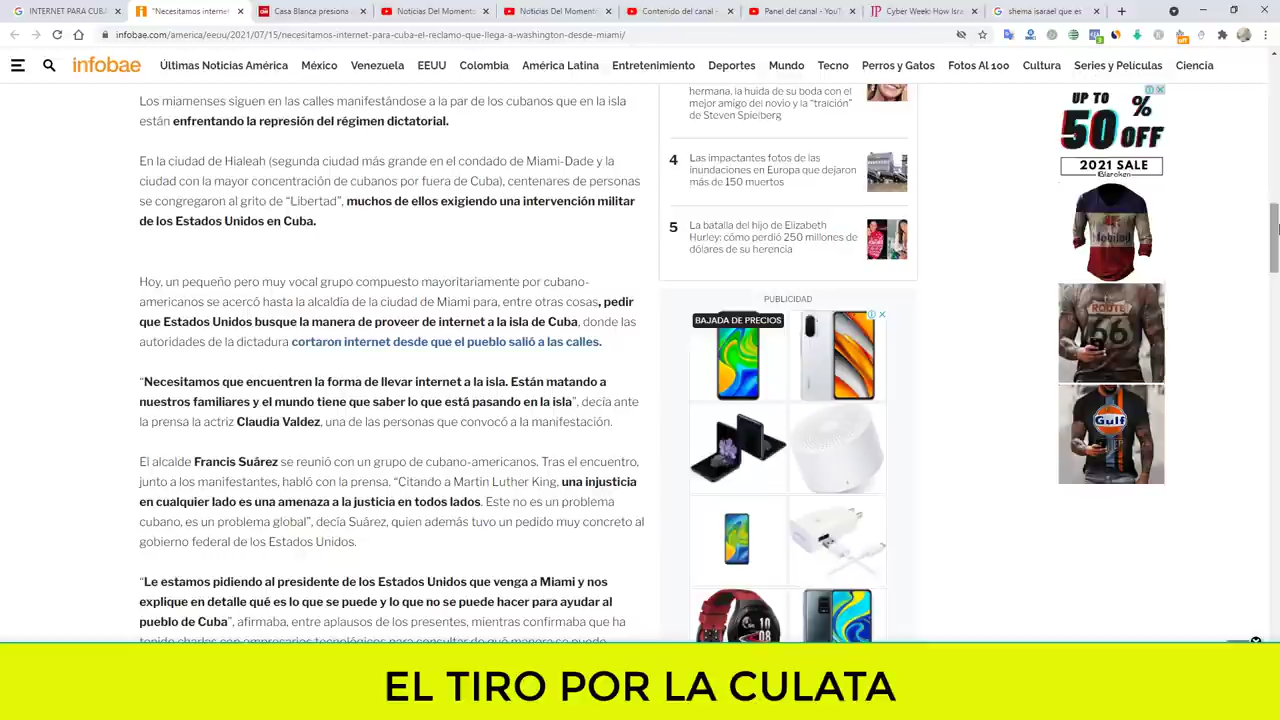 INTERNET PARA CUBA
"Necesitamos internet
Casa Blanca presiona
Noticias Del Momento
Noticias Del Momento
Contenido del canal -
Panel del canal - YouT
Cyber Week! How Isra
shema isarael que es
infobae.com/america/eeuu/2021/07/15/necesitamos-internet-para-cuba-el-reclamo-que-llega-a-washington-desde-miami/
infobae
Últimas Noticias América México Venezuela EEUU Colombia América Latina Entretenimiento Deportes Mundo Tecno Perros y Gatos Fotos Al 100 Cultura Series y Películas Ciencia
Los miamenses siguen en las calles manifestándose a la par de los cubanos que en la isla
están enfrentando la represión del régimen dictatorial.
En la ciudad de Hialeah (segunda ciudad más grande en el condado de Miami-Dade y la
ciudad con la mayor concentración de cubanos por fuera de Cuba), centenares de personas
se congregaron al grito de "Libertad", muchos de ellos exigiendo una intervención militar
de los Estados Unidos en Cuba.
Hoy, un pequeño pero muy vocal grupo compuesto mayoritariamente por cubano-
americanos se acercó hasta la alcaldía de la ciudad de Miami para, entre otras cosas, pedir
que Estados Unidos busque la manera de proveer de internet a la isla de Cuba, donde las
autoridades de la dictadura cortaron internet desde que el pueblo salió a las calles.
"Necesitamos que encuentren la forma de llevar internet a la isla. Están matando a
nuestros familiares y el mundo tiene que saber lo que está pasando en la isla", decía ante
la prensa la actriz Claudia Valdez, una de las personas que convocó a la manifestación.
El alcalde Francis Suárez se reunió con un grupo de cubano-americanos. Tras el encuentro,
junto a los manifestantes, habló con la prensa. "Citando a Martin Luther King, una injusticia
en cualquier lado es una amenaza a la justicia en todos lados. Este no es un problema
cubano, es un problema global", decía Suárez, quien además tuvo un pedido muy concreto al
gobierno federal de los Estados Unidos.
"Le estamos pidiendo al presidente de los Estados Unidos que venga a Miami y nos
explique en detalle qué es lo que se puede y lo que no se puede hacer para ayudar al
pueblo de Cuba", afirmaba, entre aplausos de los presentes, mientras confirmaba que ha
tenido charlas con empresarios tecnológicos para consultar de qué manera se puede
hermana, la huida de su boda con el
mejor amigo del novio y la "traición"
de Steven Spielberg
4
Las impactantes fotos de las
inundaciones en Europa que dejaron
más de 150 muertos
5
La batalla del hijo de Elizabeth
Hurley: cómo perdió 250 millones de
dólares de su herencia
PUBLICIDAD
BAJADA DE PRECIOS
UP TO
50% OFF
2021 SALE
Blaroken
Mobiloil
ROUTE
66
Gulf
EL TIRO POR LA CULATA